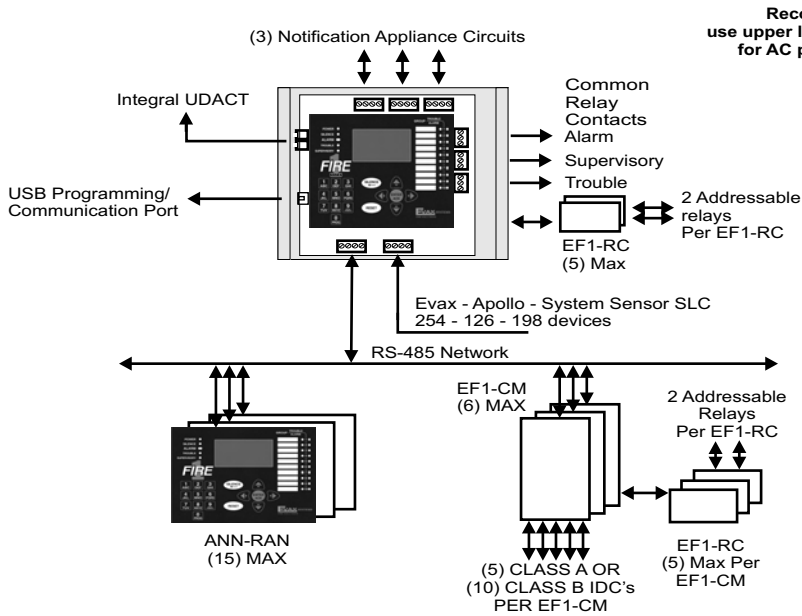 Reco
use upper l
for AC p
(3) Notification Appliance Circuits
Integral UDACT
Common
Relay
Contacts
Alarm
Supervisory
Trouble
USB Programming/
Communication Port
2 Addressable
relays
Per EF1-RC
EF1-RC
(5) Max
FIRE
Evax - Apollo - System Sensor SLC
254 - 126 - 198 devices
RS-485 Network
EF1-CM
(6) MAX
2 Addressable
Relays
Per EF1-RC
FIRE
ANN-RAN
(15) MAX
EF1-RC
(5) Max Per
EF1-CM
(5) CLASS A OR
(10) CLASS B IDC's
PER EF1-CM